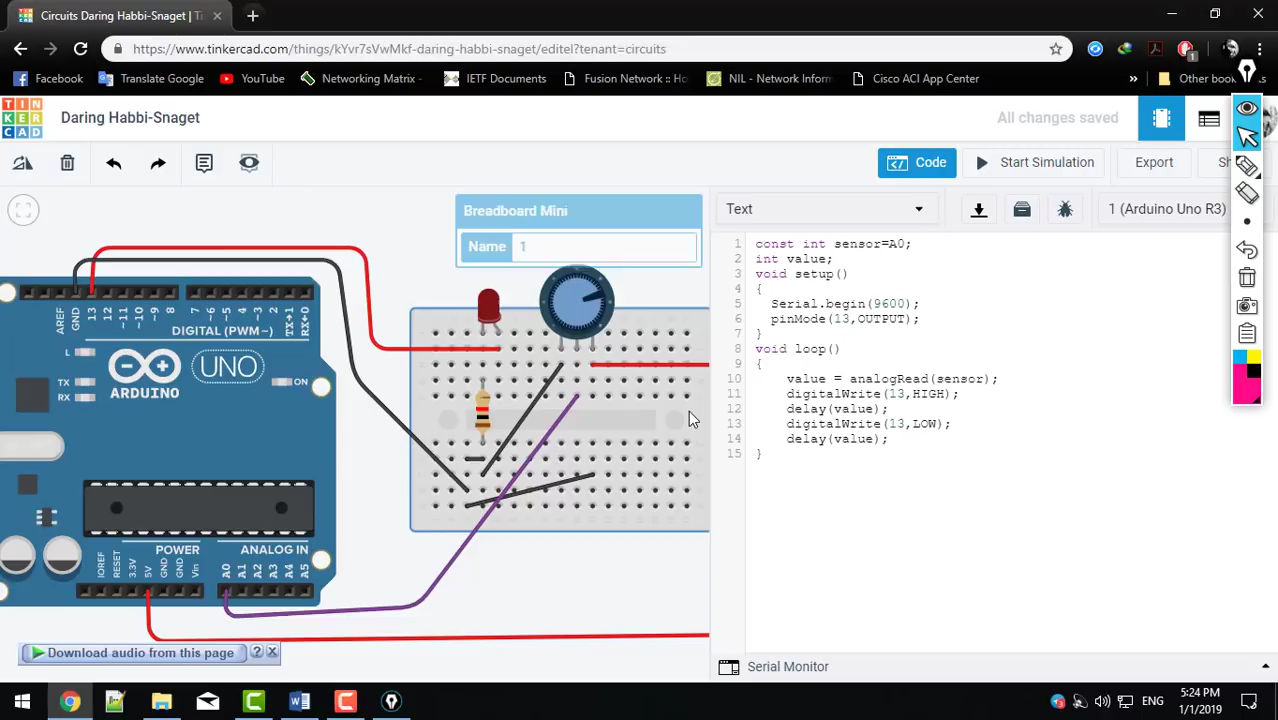 Circuits Daring Habbi-Snaget | Ti
https://www.tinkercad.com/things/kYvr7sVwMkf-daring-habbi-snaget/editel?tenant=circuits
1
Facebook
Translate Google
YouTube
Networking Matrix -
IETF Documents
Fusion Network :: Ho
NIL - Network Inform
Cisco ACI App Center
»
Other book
TIN
KER
CAD
Daring Habbi-Snaget
All changes saved
Code
Start Simulation
Export
Sh
Breadboard Mini
Name 1
Text
1 (Arduino Uno R3)
1 const int sensor=A0;
2 int value;
3 void setup()
4 {
5 Serial.begin(9600);
6 pinMode(13,OUTPUT);
7 }
8 void loop()
9 {
10 value = analogRead(sensor);
11 digitalWrite(13,HIGH);
12 delay(value);
13 digitalWrite(13,LOW);
14 delay(value);
15 }
AREF
GND
13
12
~11
~10
~9
8
7
~6
~5
4
~3
2
TX→1
RX←0
DIGITAL (PWM~)
L
TX
RX
UNO
ARDUINO
ON
POWER
ANALOG IN
IOREF
RESET
3.3V
5V
GND
GND
Vin
A0
A1
A2
A3
A4
A5
Download audio from this page
?
Serial Monitor
ENG
5:24 PM
1/1/2019